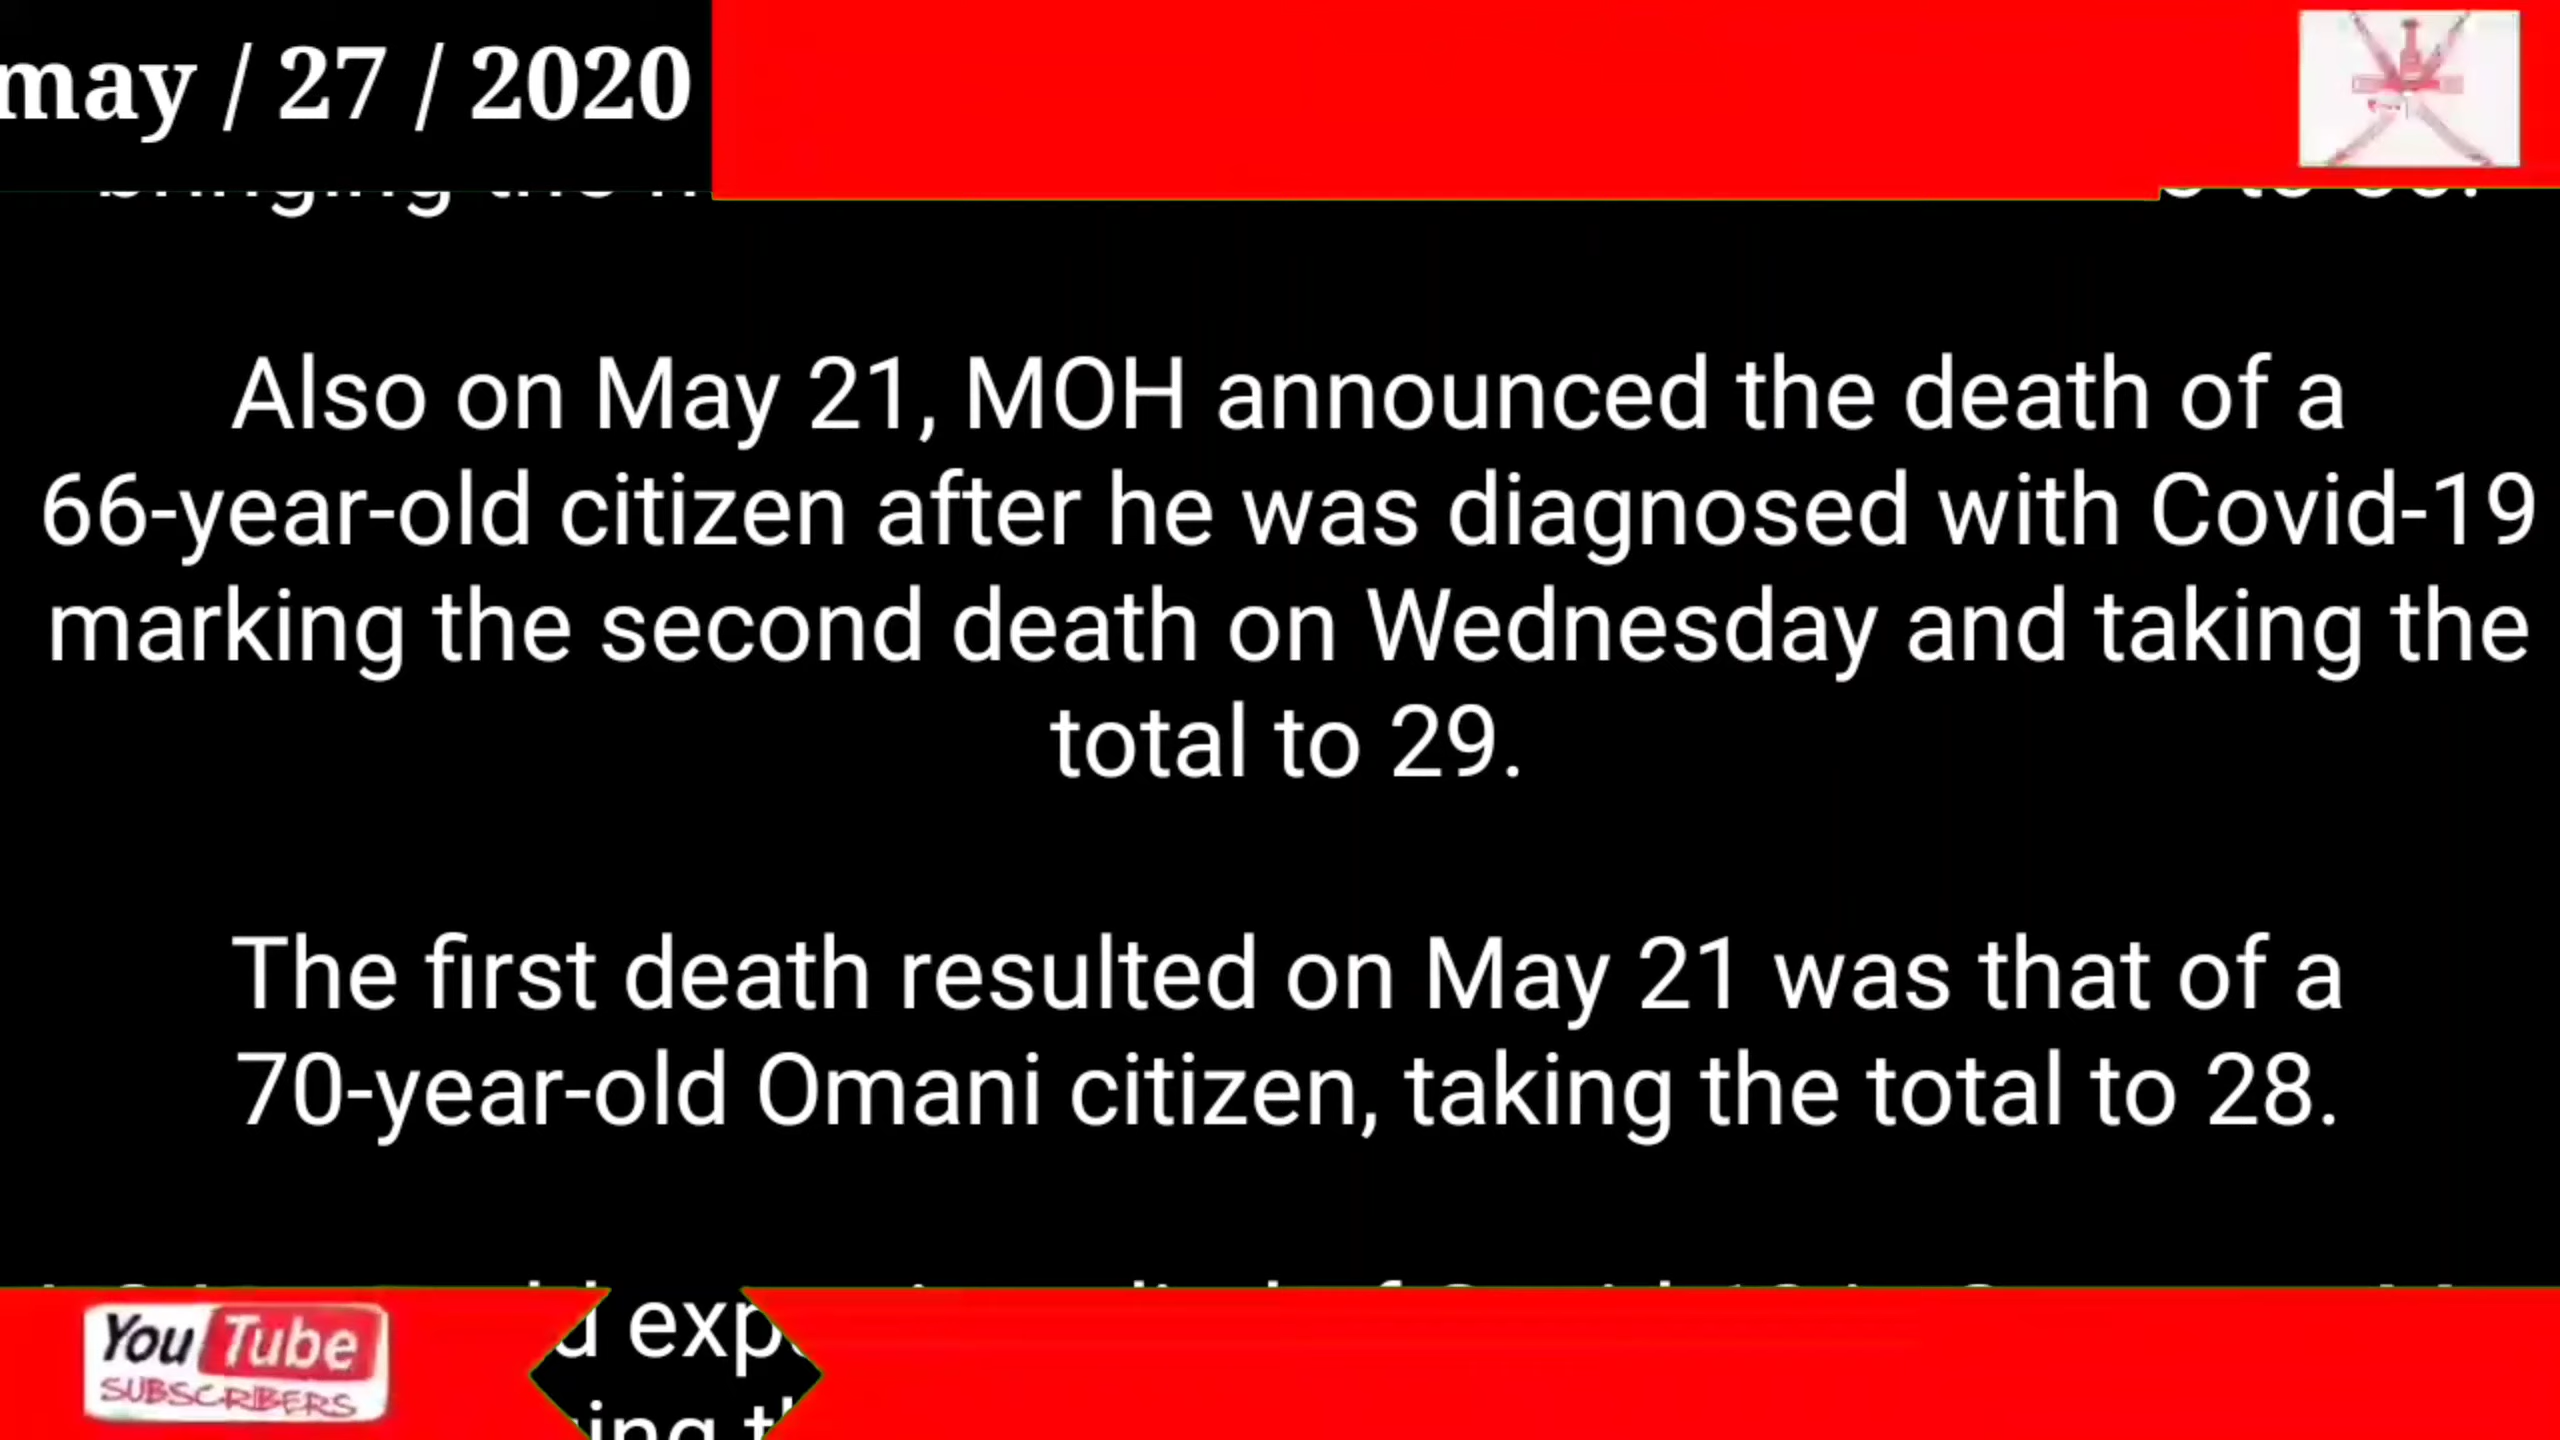 may / 27 / 2020
bringing the
Also on May 21, MOH announced the death of a
66-year-old citizen after he was diagnosed with Covid-19
marking the second death on Wednesday and taking the
total to 29.
The first death resulted on May 21 was that of a
70-year-old Omani citizen, taking the total to 28.
You Tube
SUBSCRIBERS